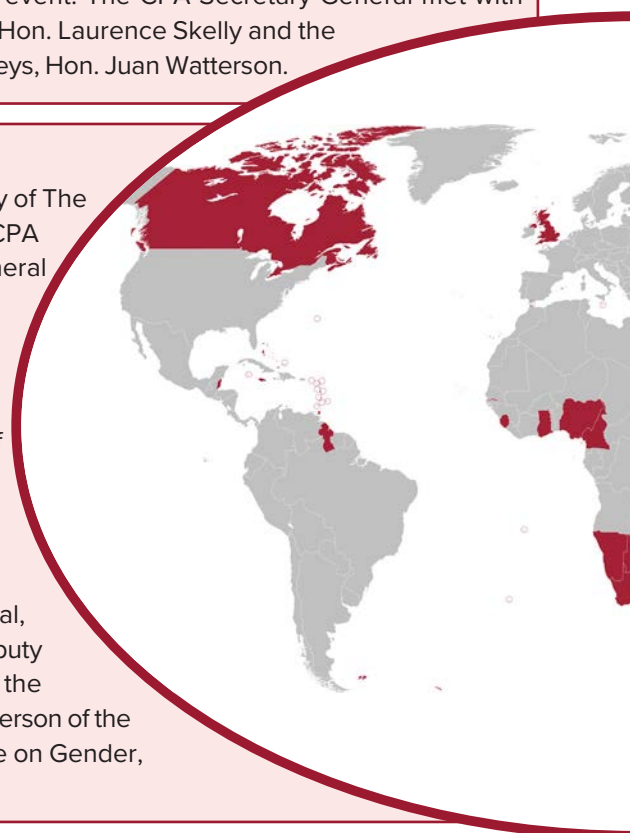 event. The CPA Secretary-General met with
Hon. Laurence Skelly and the
eys, Hon. Juan Watterson.
y of The
CPA
neral
f
al,
puty
the
erson of the
e on Gender,